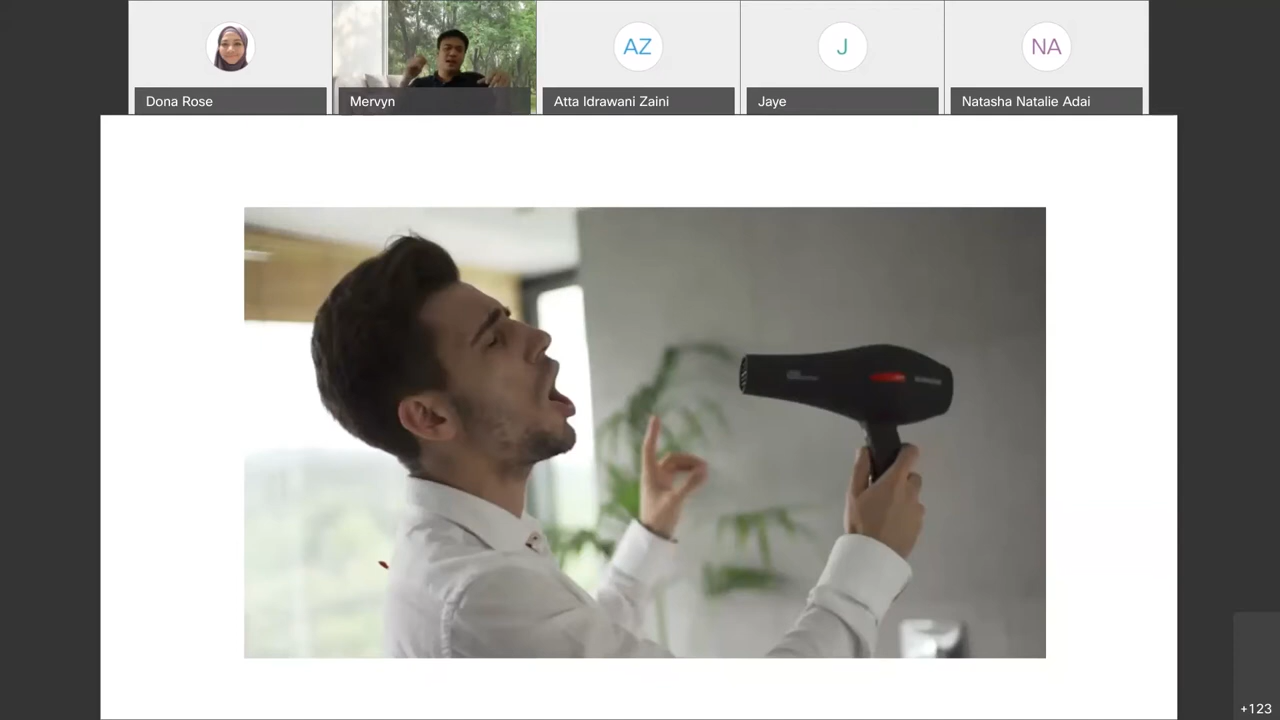 Dona Rose
Mervyn
AZ
Atta Idrawani Zaini
J
Jaye
NA
Natasha Natalie Adai
+123